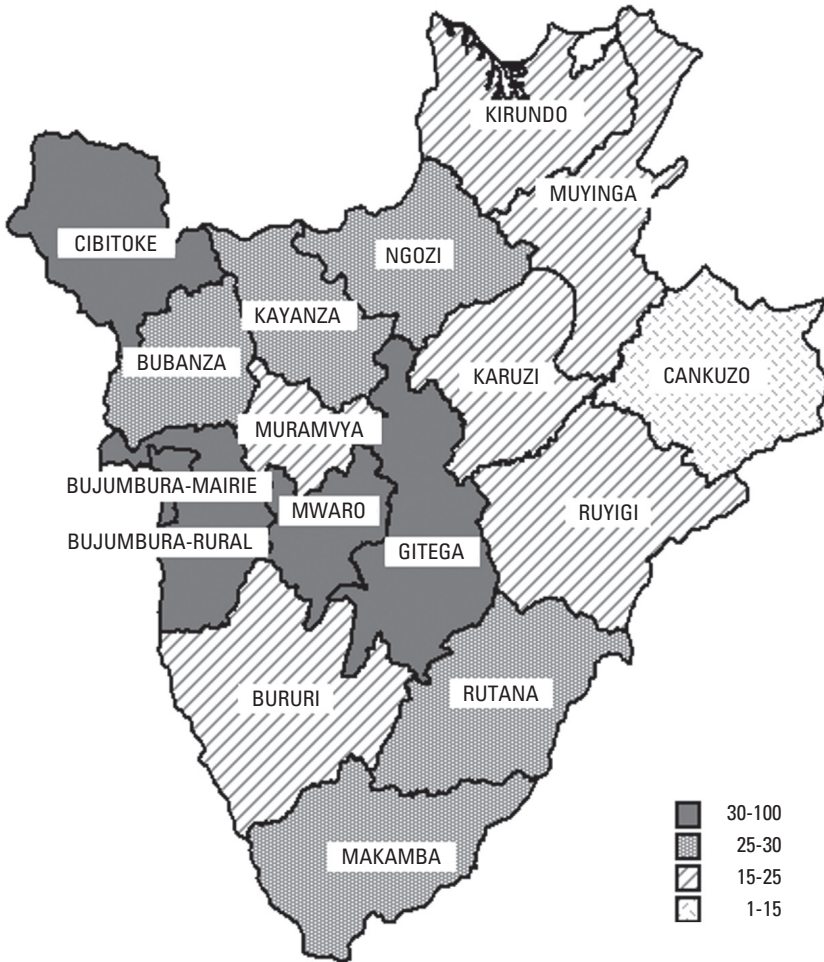 KIRUNDO
MUYINGA
CIBITOKE
NGOZI
KAYANZA
BUBANZA
KARUZI
CANKUZO
MURAMVYA
BUJUMBURA-MAIRIE
MWARO
RUYIGI
BUJUMBURA-RURAL
GITEGA
BURURI
RUTANA
MAKAMBA
30-100
25-30
15-25
1-15